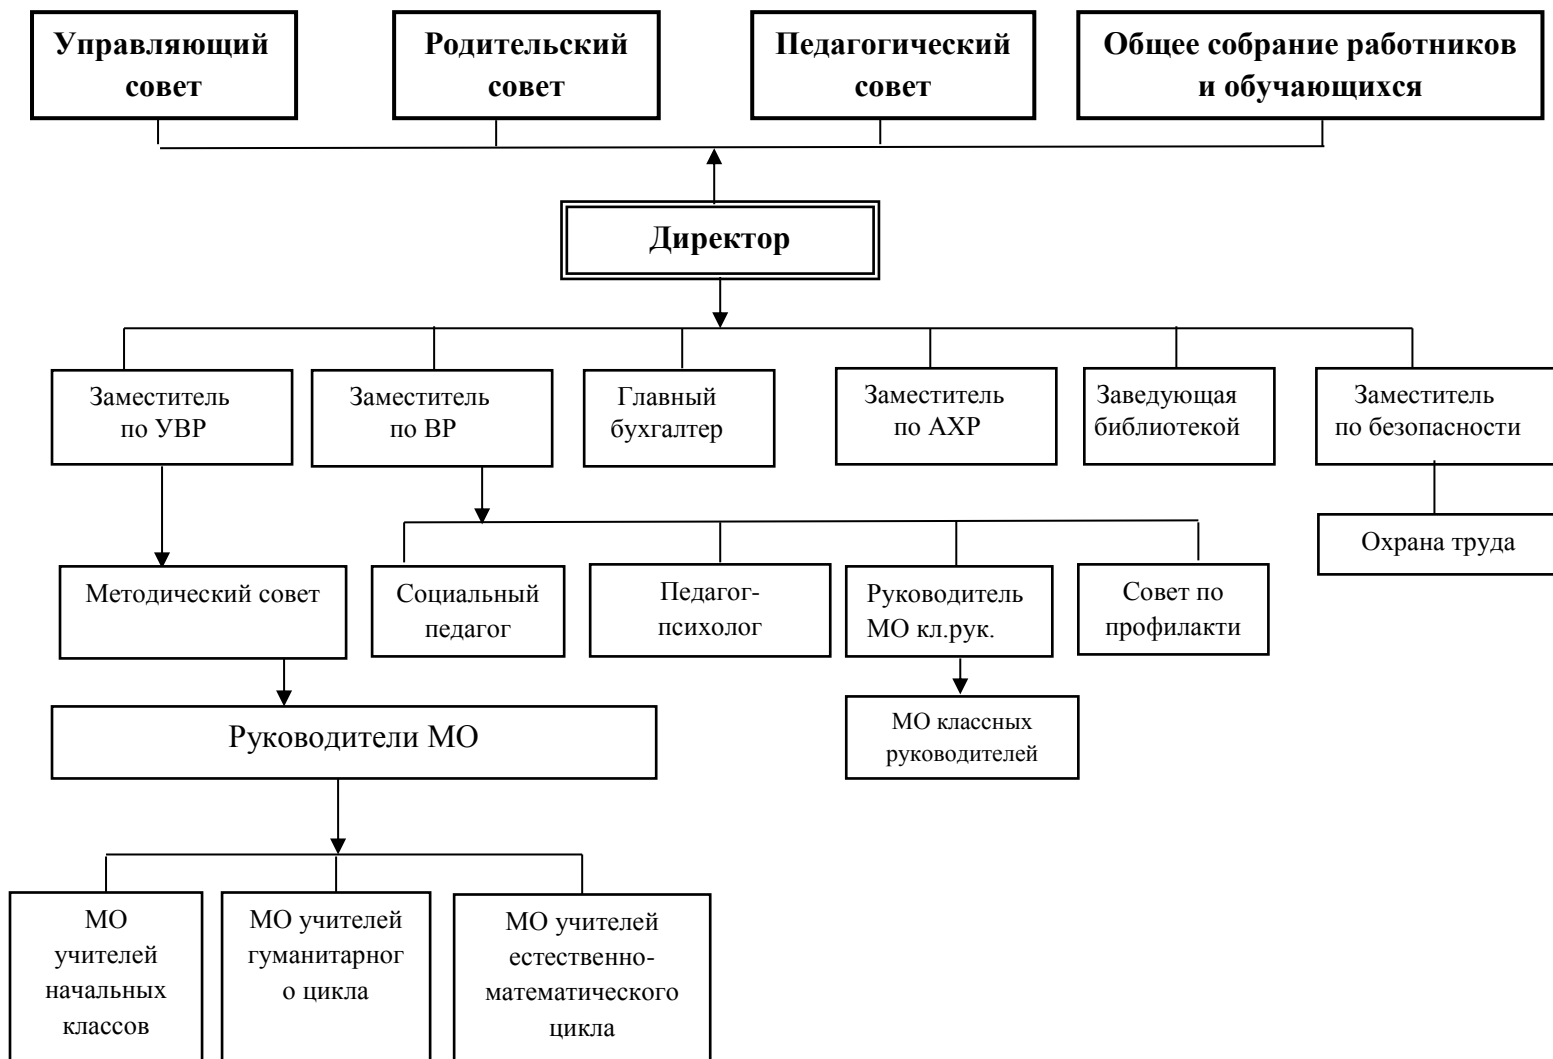 Управляющий
совет
Родительский
совет
Педагогический
совет
Общее собрание работников
и обучающихся
Директор
Заместитель
по УВР
Заместитель
по ВР
Главный
бухгалтер
Заместитель
по АХР
Заведующая
библиотекой
Заместитель
по безопасности
Охрана труда
Методический совет
Социальный
педагог
Педагог-
психолог
Руководитель
МО кл.рук.
Совет по
профилакти
Руководители МО
МО классных
руководителей
МО
учителей
начальных
классов
МО учителей
гуманитарног
о цикла
МО учителей
естественно-
математического
цикла